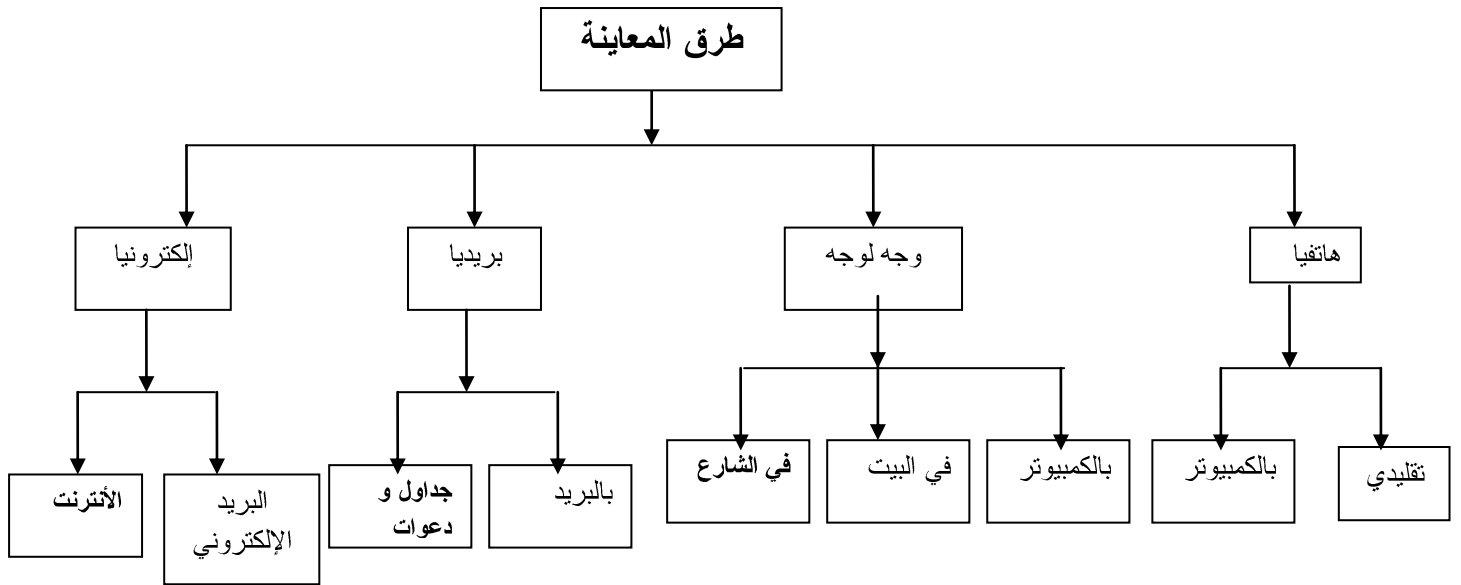 طرق المعاينة
هاتفيا
وجه لوجه
بريديا
إلكترونيا
تقليدي
بالكمبيوتر
بالكمبيوتر
في البيت
في الشارع
بالبريد
جداول و
دعوات
البريد
الإلكتروني
الأنترنت